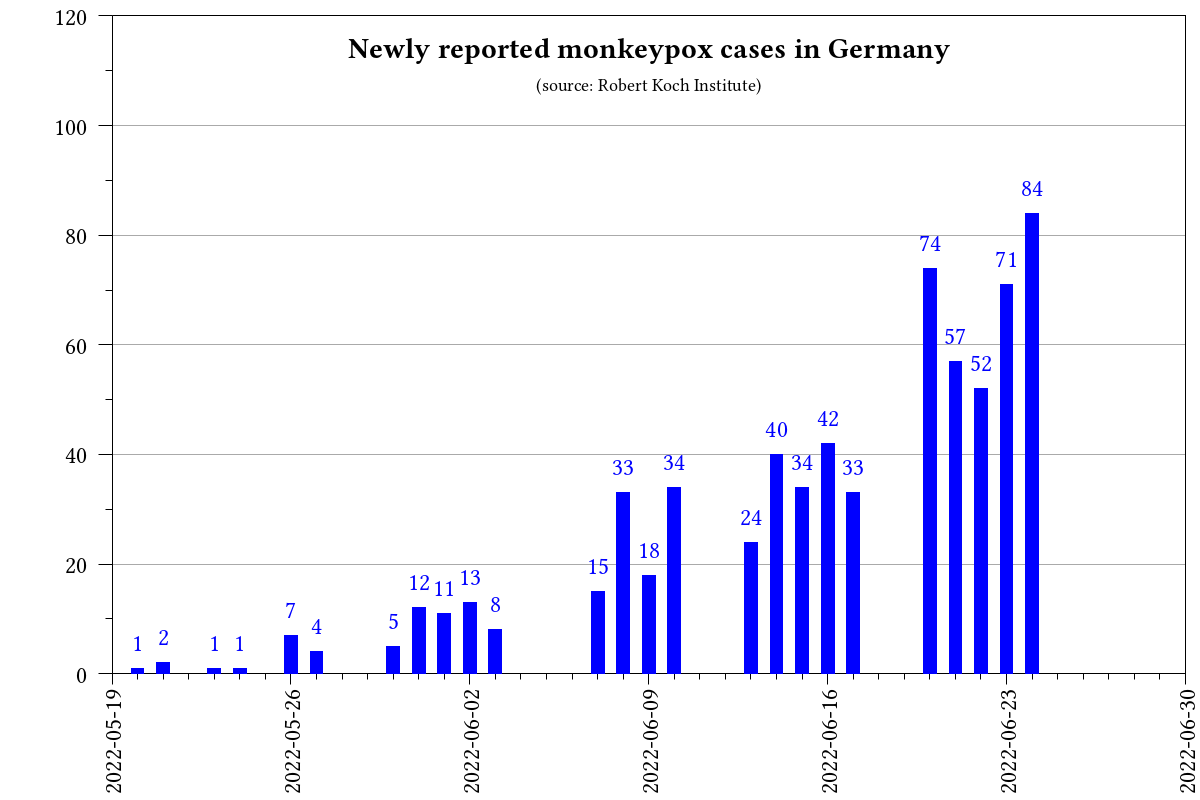 Newly reported monkeypox cases in Germany
(source: Robert Koch Institute)
120
100
80
60
40
20
0
1 2 1 1 7 4 5 12 11 13 8 15 33 18 34 24 40 34 42 33 74 57 52 71 84
2022-05-19 2022-05-26 2022-06-02 2022-06-09 2022-06-16 2022-06-23 2022-06-30